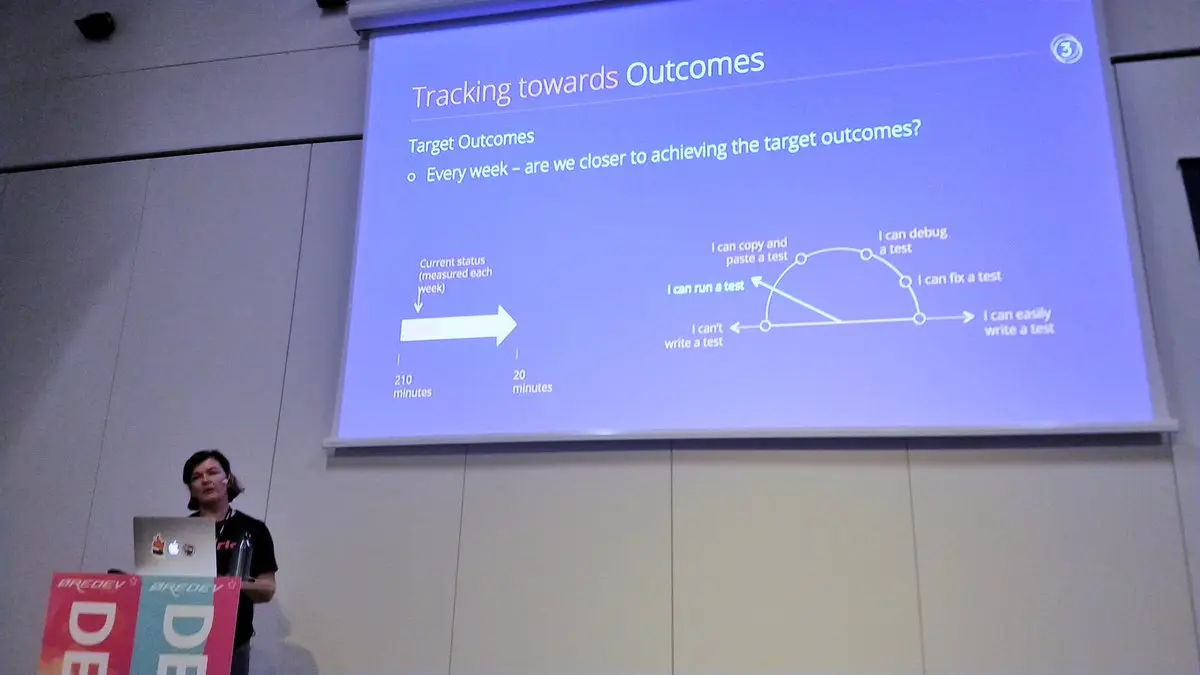 Tracking towards Outcomes
3
Target Outcomes
Every week – are we closer to achieving the target outcomes?
Current status
(measured each
week)
210
minutes
20
minutes
I can't
write a test
I can run a test
I can copy and
paste a test
I can debug
a test
I can fix a test
I can easily
write a test
ØREDEV
DE
ØREDEV
DE